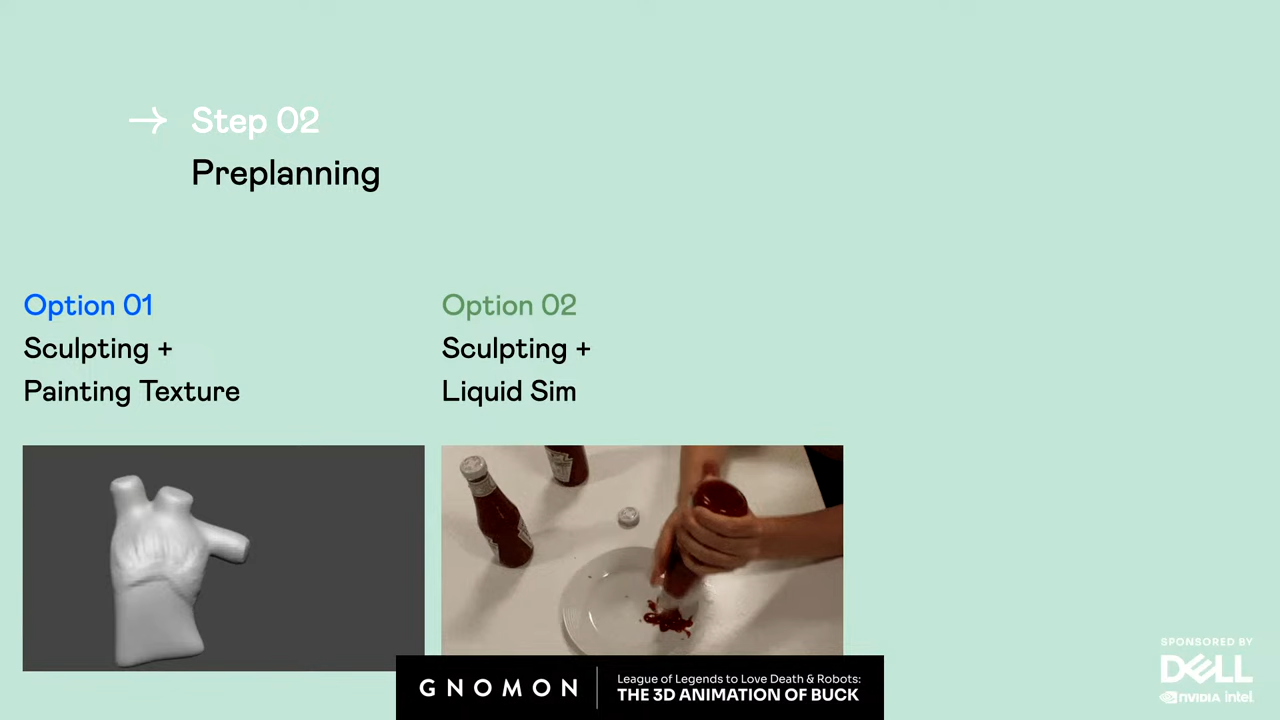 → Step 02
Preplanning
Option 01
Sculpting +
Painting Texture
Option 02
Sculpting +
Liquid Sim
GNOMON
League of Legends to Love Death & Robots:
THE 3D ANIMATION OF BUCK
SPONSORED BY
DELL
NVIDIA intel